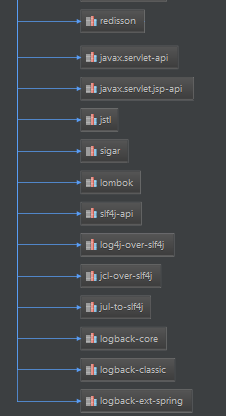 redisson
javax.servlet-api
javax.servlet.jsp-api
jstl
sigar
lombok
slf4j-api
log4j-over-slf4j
jcl-over-slf4j
jul-to-slf4j
logback-core
logback-classic
logback-ext-spring